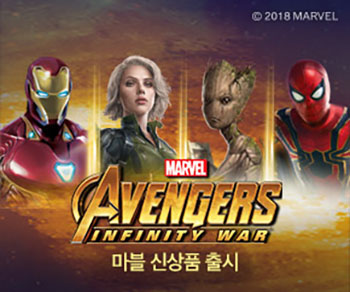 © 2018 MARVEL
MARVEL
AVENGERS
INFINITY WAR
마블 신상품 출시